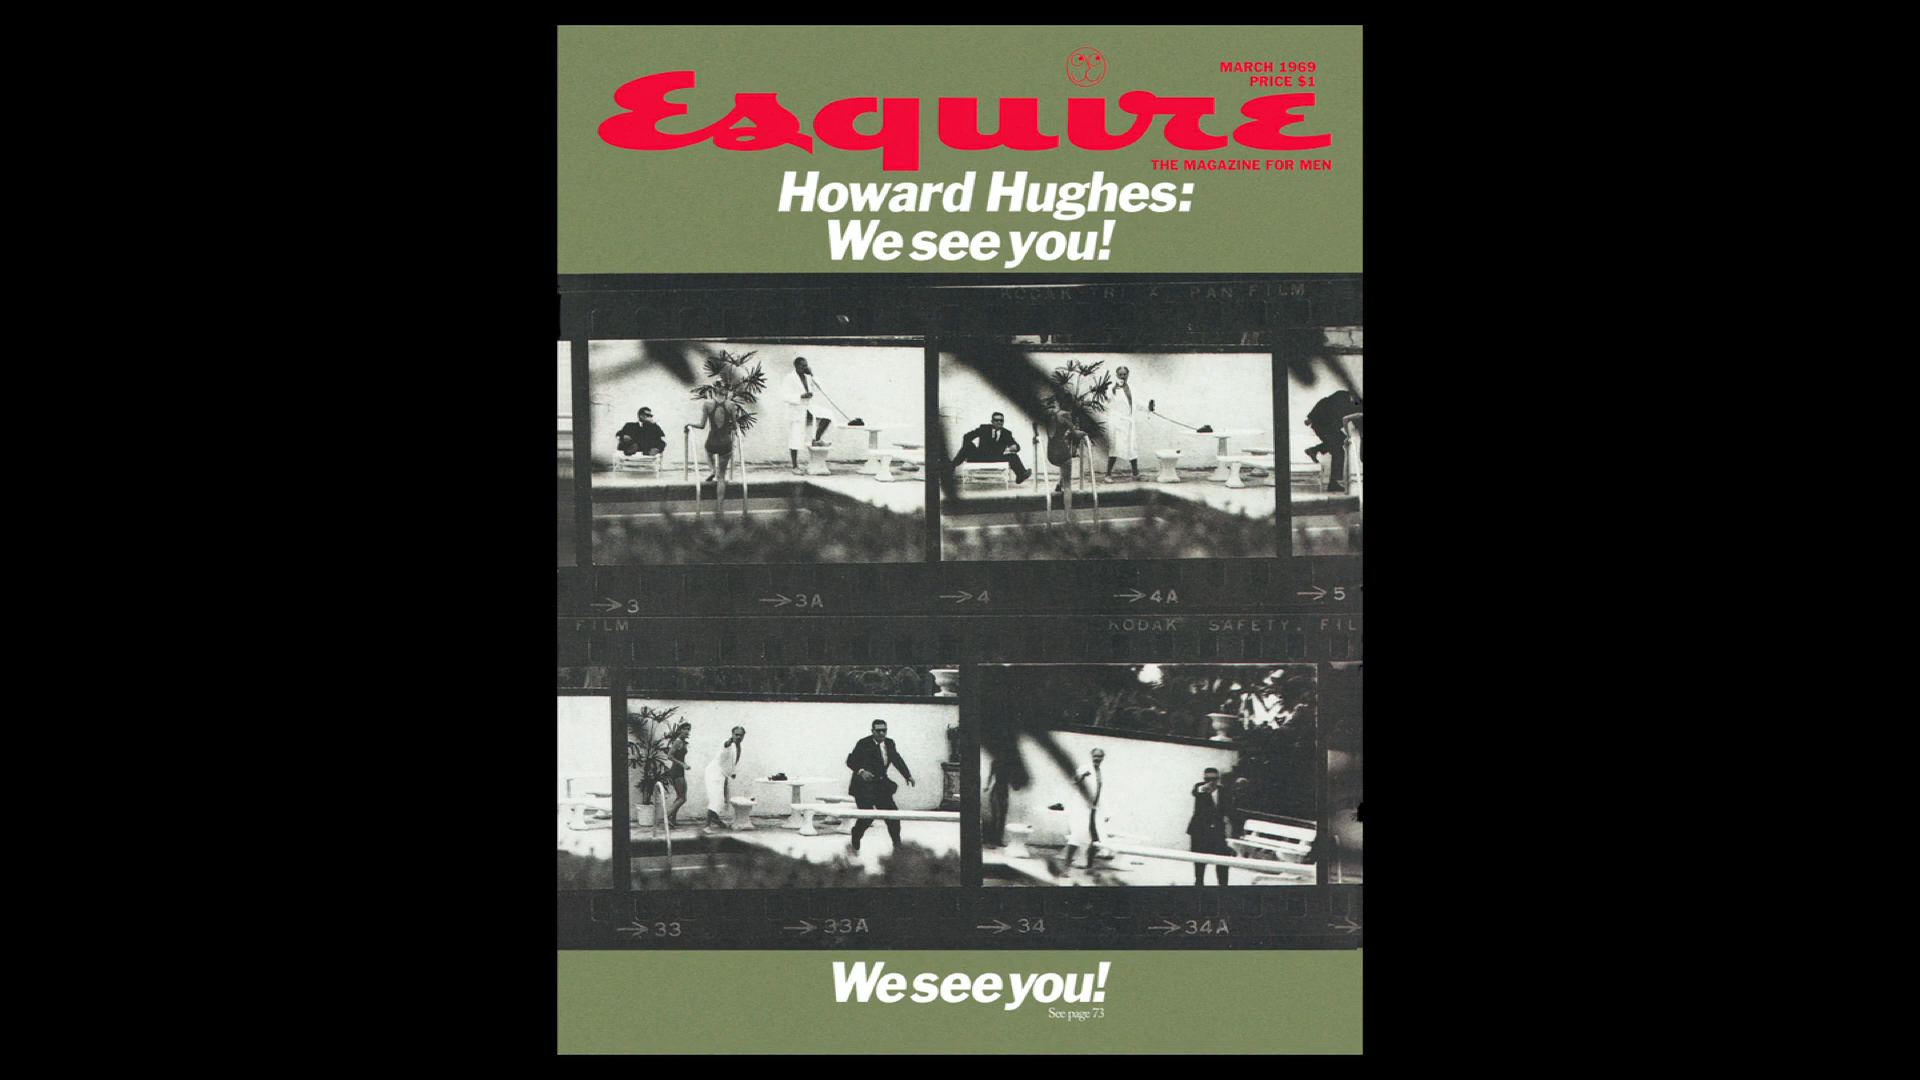 MARCH 1969
PRICE $1
Esquire
THE MAGAZINE FOR MEN
Howard Hughes:
We see you!
KODAK TRI X PAN FILM
→3 →3A →4 →4A →5
FILM KODAK SAFETY. FIL
→33 →33A →34 →34A →
We see you!
See page 73